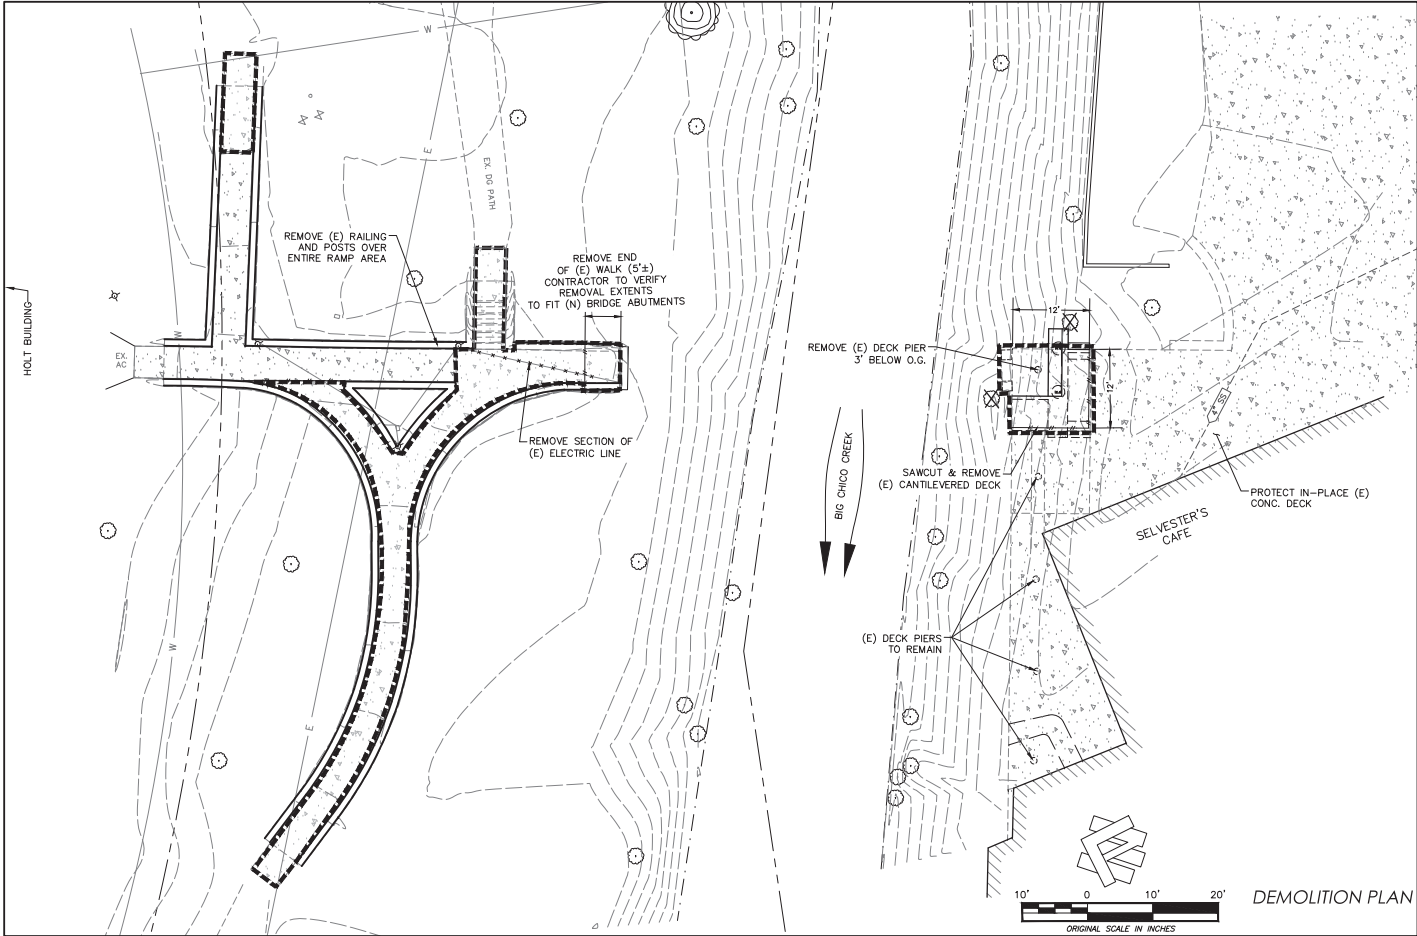 W
E
EX. DG PATH
REMOVE (E) RAILING
AND POSTS OVER
ENTIRE RAMP AREA
REMOVE END
OF (E) WALK (5'±)
CONTRACTOR TO VERIFY
REMOVAL EXTENTS
TO FIT (N) BRIDGE ABUTMENTS
12'
HOLT BUILDING
W
EX.
AC
REMOVE (E) DECK PIER
3' BELOW O.G.
12'
4" SS
REMOVE SECTION OF
(E) ELECTRIC LINE
BIG CHICO CREEK
SAWCUT & REMOVE
(E) CANTILEVERED DECK
PROTECT IN-PLACE (E)
CONC. DECK
SELVESTER'S
CAFE
W
(E) DECK PIERS
TO REMAIN
E
10'
0
10'
20'
ORIGINAL SCALE IN INCHES
DEMOLITION PLAN